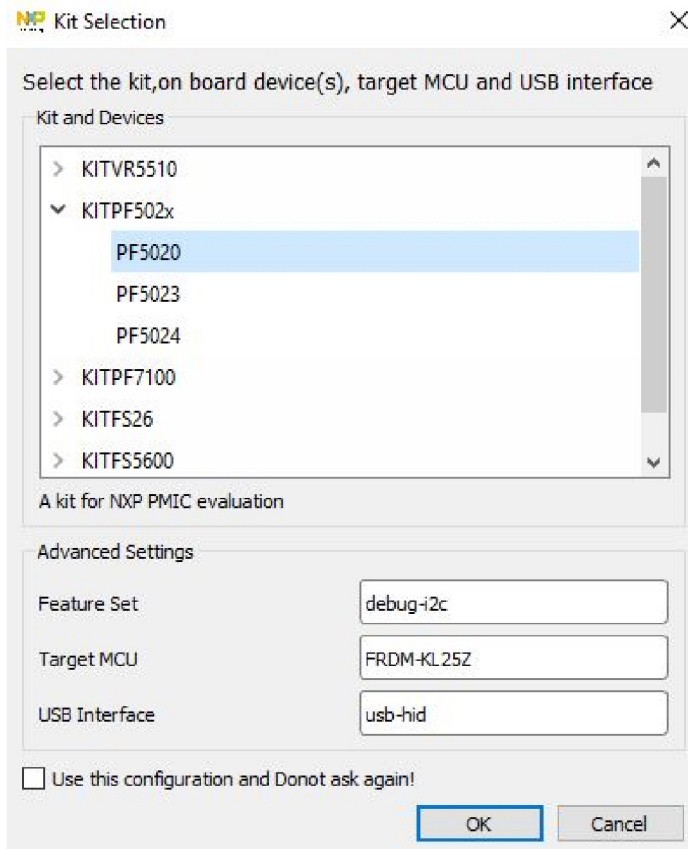 NXP Kit Selection
Select the kit,on board device(s), target MCU and USB interface
Kit and Devices
KITVR5510
KITPF502x
PF5020
PF5023
PF5024
KITPF7100
KITFS26
KITFS5600
A kit for NXP PMIC evaluation
Advanced Settings
Feature Set debug-i2c
Target MCU FRDM-KL25Z
USB Interface usb-hid
Use this configuration and Donot ask again!
OK Cancel